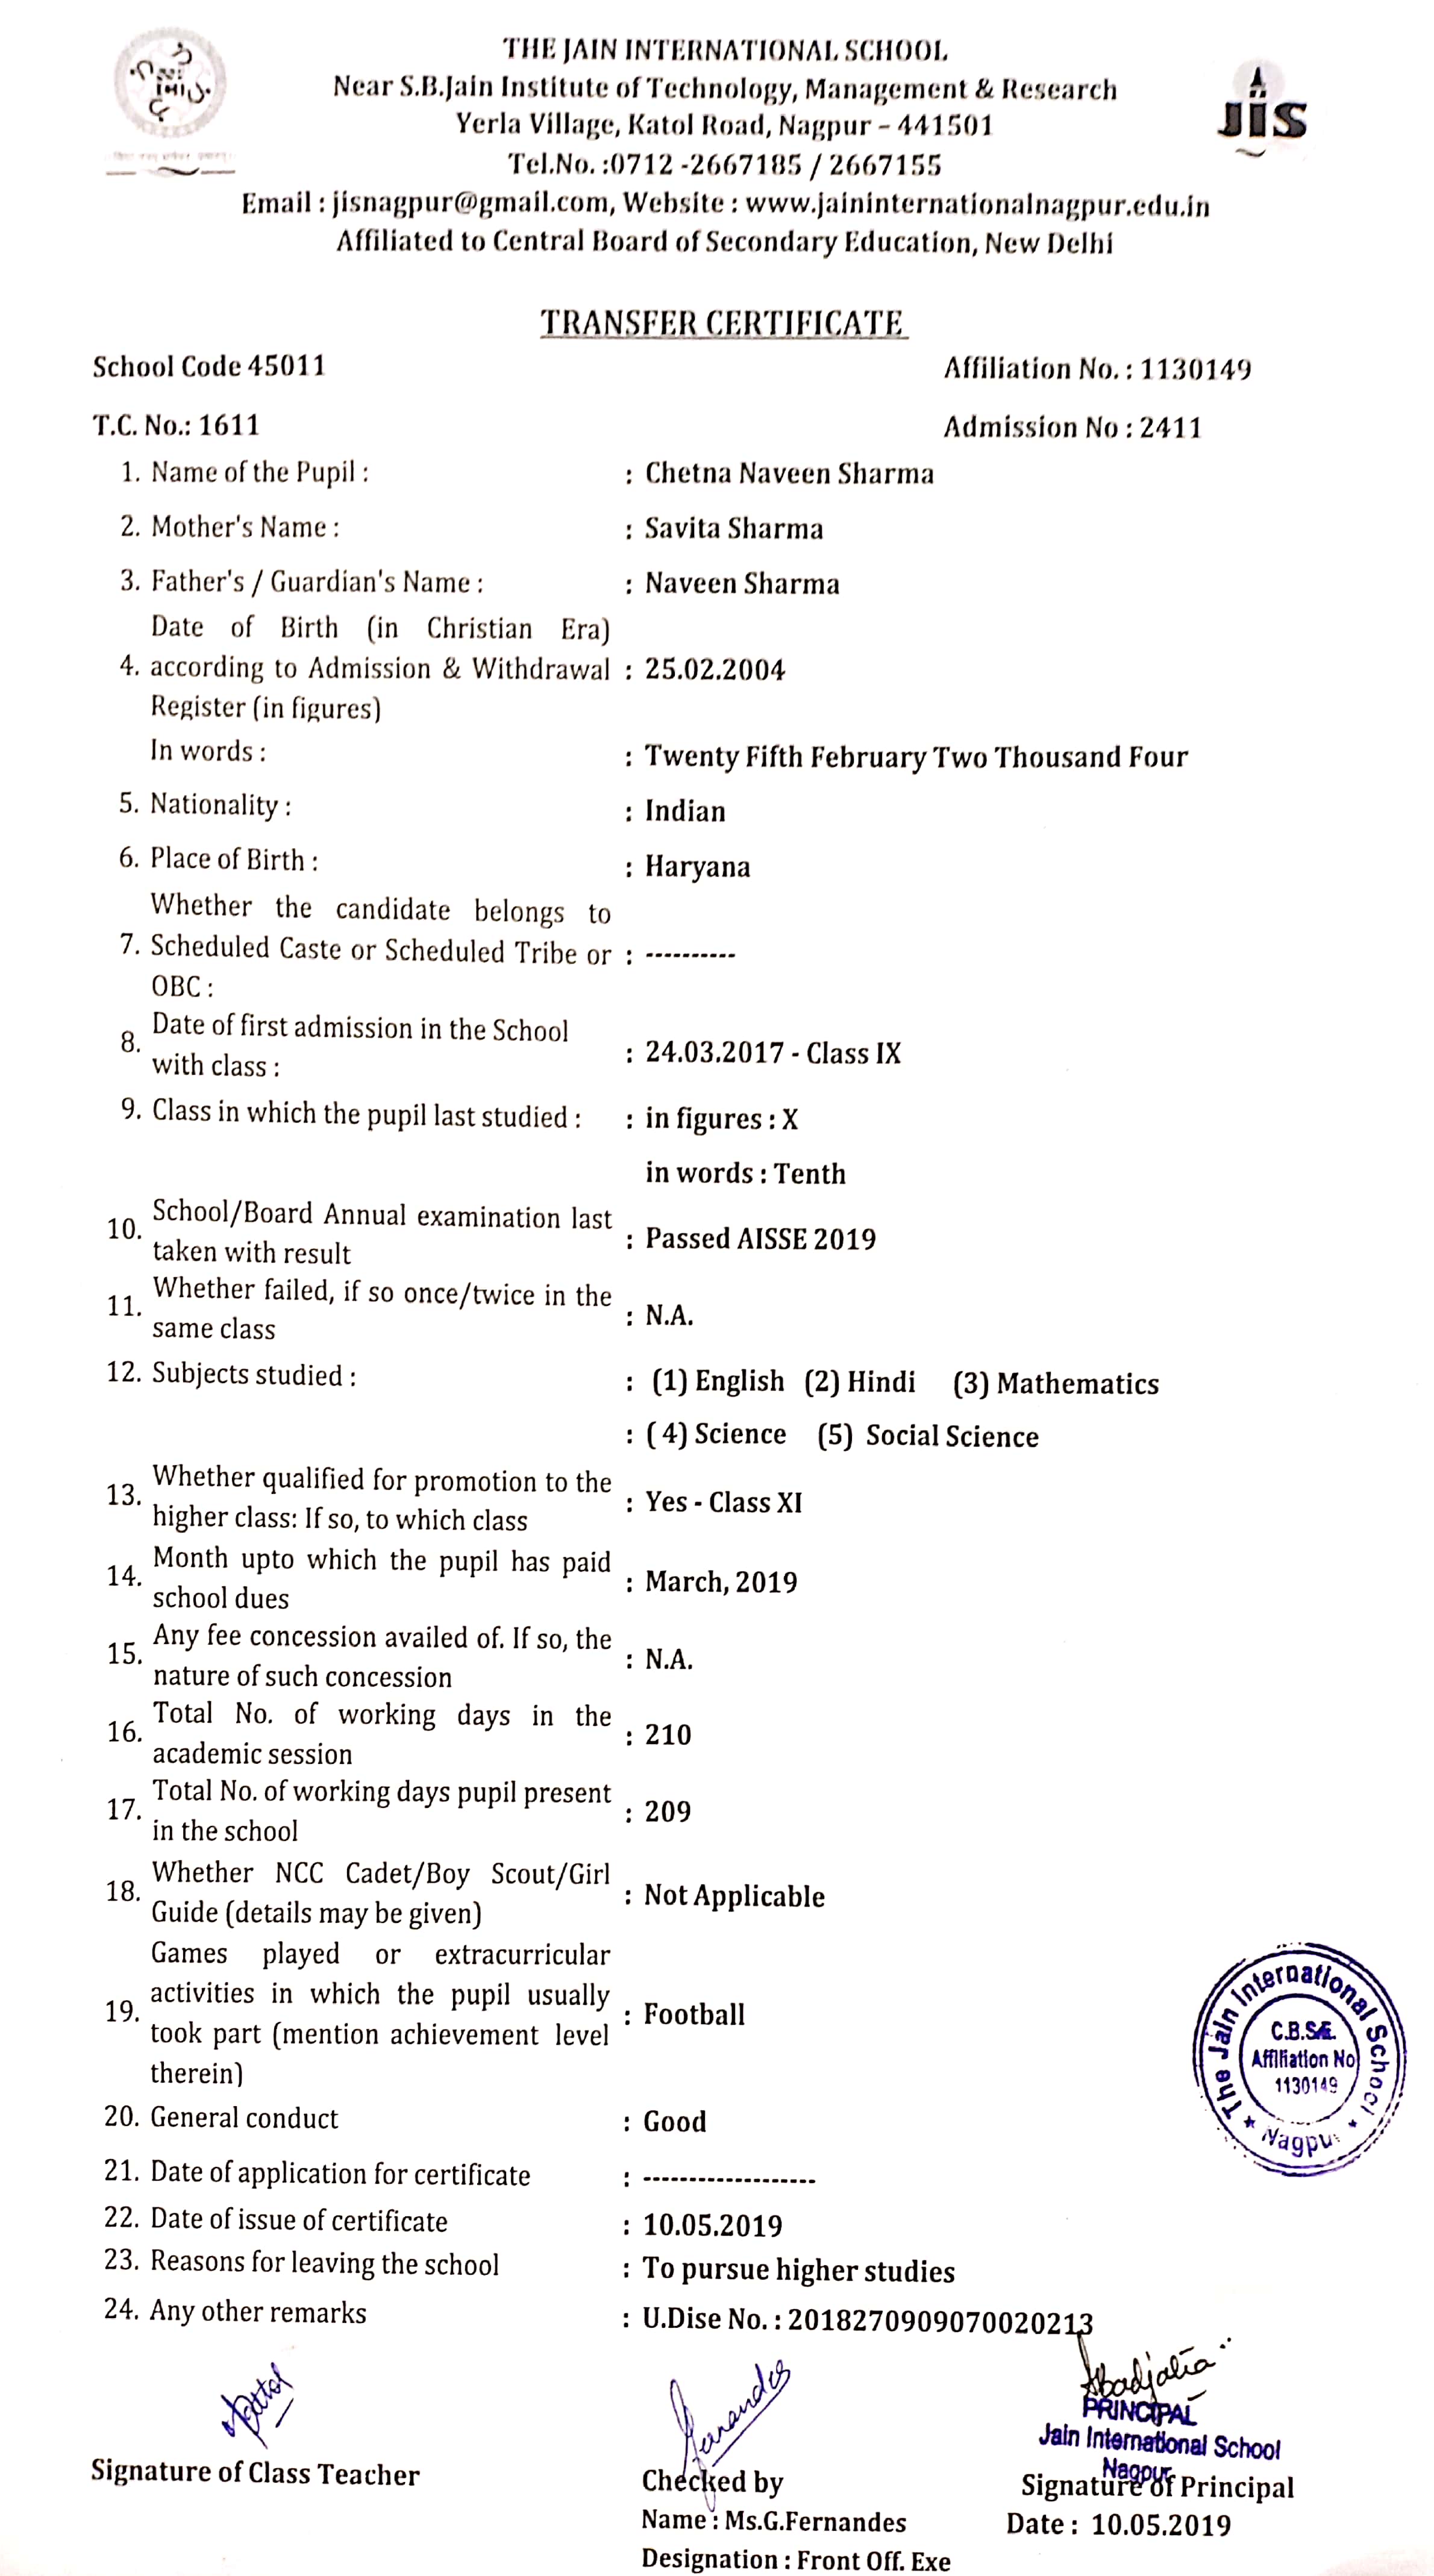 THE JAIN INTERNATIONAL SCHOOL
Near S.B.Jain Institute of Technology, Management & Research
Yerla Village, Katol Road, Nagpur – 441501
Tel.No. :0712 -2667185 / 2667155
Email : jisnagpur@gmail.com, Website : www.jaininternationalnagpur.edu.in
Affiliated to Central Board of Secondary Education, New Delhi
JIS
TRANSFER CERTIFICATE
School Code 45011 Affiliation No. : 1130149
T.C. No.: 1611 Admission No : 2411
1. Name of the Pupil : : Chetna Naveen Sharma
2. Mother's Name : : Savita Sharma
3. Father's / Guardian's Name : : Naveen Sharma
Date of Birth (in Christian Era)
4. according to Admission & Withdrawal : 25.02.2004
Register (in figures)
In words : : Twenty Fifth February Two Thousand Four
5. Nationality : : Indian
6. Place of Birth : : Haryana
Whether the candidate belongs to
7. Scheduled Caste or Scheduled Tribe or : ----------
OBC :
8. Date of first admission in the School
with class : : 24.03.2017 - Class IX
9. Class in which the pupil last studied : : in figures : X
in words : Tenth
10. School/Board Annual examination last
taken with result : Passed AISSE 2019
11. Whether failed, if so once/twice in the
same class : N.A.
12. Subjects studied : : (1) English (2) Hindi (3) Mathematics
: ( 4) Science (5) Social Science
13. Whether qualified for promotion to the
higher class: If so, to which class : Yes - Class XI
14. Month upto which the pupil has paid
school dues : March, 2019
15. Any fee concession availed of. If so, the
nature of such concession : N.A.
16. Total No. of working days in the
academic session : 210
17. Total No. of working days pupil present
in the school : 209
18. Whether NCC Cadet/Boy Scout/Girl
Guide (details may be given) : Not Applicable
Games played or extracurricular
activities in which the pupil usually
19. took part (mention achievement level : Football
therein)
The Jain International School
C.B.S.E.
Affiliation No
1130149
Nagpur
20. General conduct : Good
21. Date of application for certificate : -------------------
22. Date of issue of certificate : 10.05.2019
23. Reasons for leaving the school : To pursue higher studies
24. Any other remarks : U.Dise No. : 2018270909070020213
PRINCIPAL
Jain International School
Nagpur
Signature of Class Teacher Checked by Signature of Principal
Name : Ms.G.Fernandes Date : 10.05.2019
Designation : Front Off. Exe